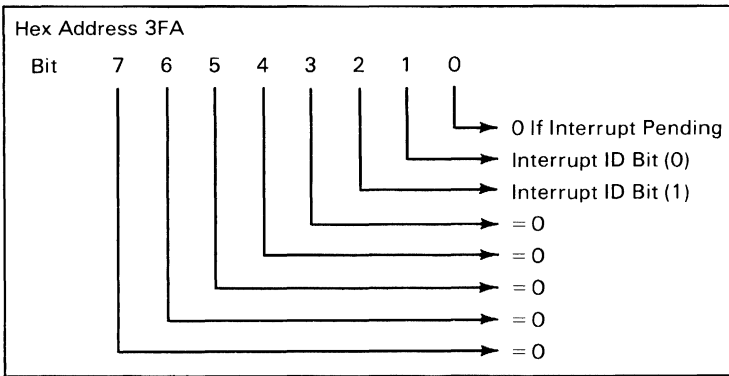 Hex Address 3FA
Bit 7 6 5 4 3 2 1 0
0 If Interrupt Pending
Interrupt ID Bit (0)
Interrupt ID Bit (1)
= 0
= 0
= 0
= 0
= 0